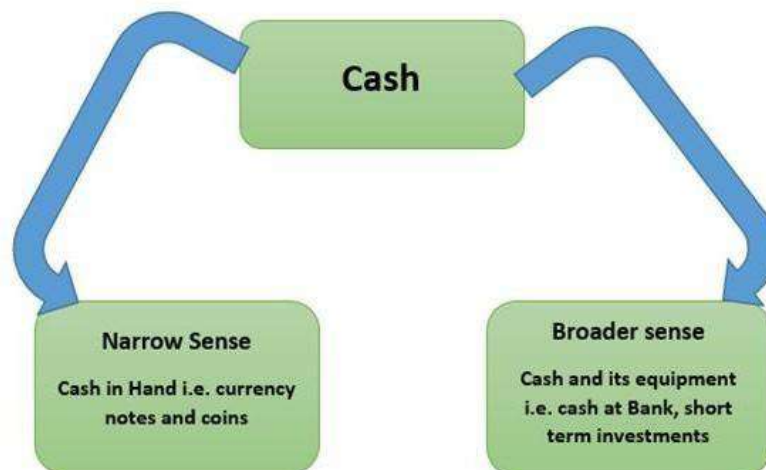 Cash
Narrow Sense
Cash in Hand i.e. currency
notes and coins
Broader sense
Cash and its equipment
i.e. cash at Bank, short
term investments